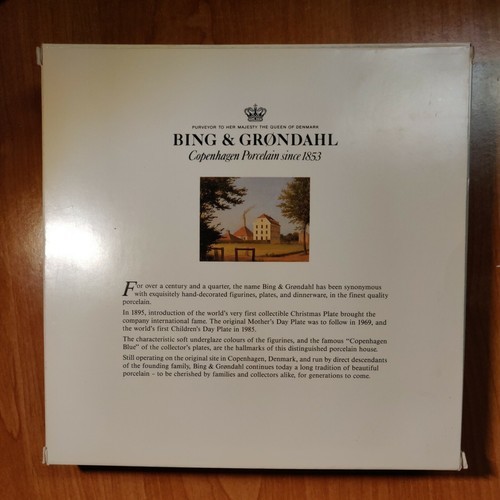 PURVEYOR TO HER MAJESTY THE QUEEN OF DENMARK
BING & GRØNDAHL
Copenhagen Porcelain since 1853
For over a century and a quarter, the name Bing & Grøndahl has been synonymous
with exquisitely hand-decorated figurines, plates, and dinnerware, in the finest quality
porcelain.
In 1895, introduction of the world's very first collectible Christmas Plate brought the
company international fame. The original Mother's Day Plate was to follow in 1969, and
the world's first Children's Day Plate in 1985.
The characteristic soft underglaze colours of the figurines, and the famous "Copenhagen
Blue" of the collector's plates, are the hallmarks of this distinguished porcelain house.
Still operating on the original site in Copenhagen, Denmark, and run by direct descendants
of the founding family, Bing & Grøndahl continues today a long tradition of beautiful
porcelain - to be cherished by families and collectors alike, for generations to come.